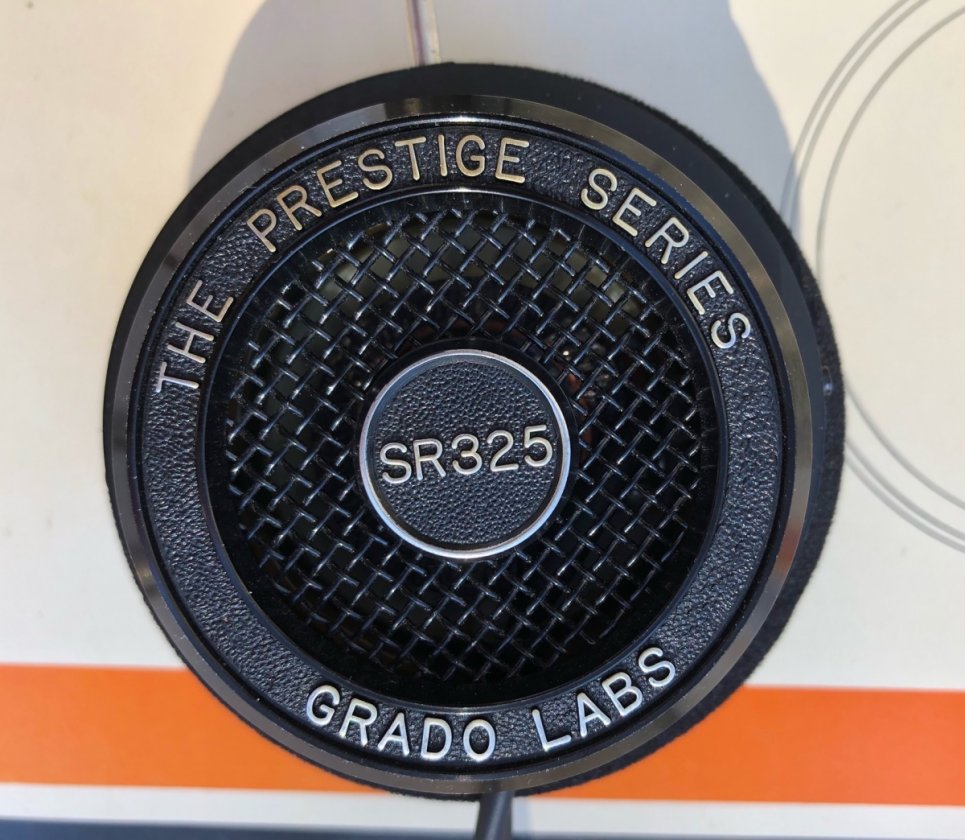 THE PRESTIGE SERIES
SR325
GRADO LABS